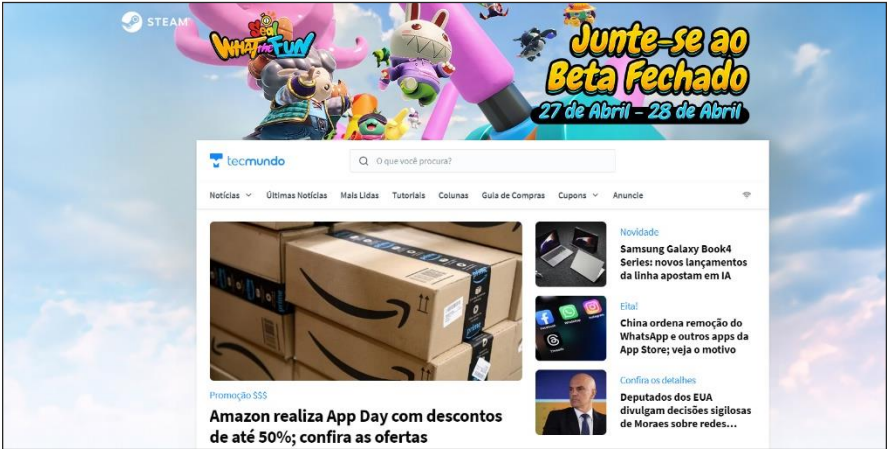 STEAM
Seal
WHAT the FUN
Junte-se ao
Beta Fechado
27 de Abril - 28 de Abril
tecmundo
O que você procura?
Notícias
Últimas Notícias
Mais Lidas
Tutoriais
Colunas
Guia de Compras
Cupons
Anuncie
prime
Promoção $$$
Amazon realiza App Day com descontos
de até 50%; confira as ofertas
Novidade
Samsung Galaxy Book4
Series: novos lançamentos
da linha apostam em IA
Eita!
China ordena remoção do
WhatsApp e outros apps da
App Store; veja o motivo
Confira os detalhes
Deputados dos EUA
divulgam decisões sigilosas
de Moraes sobre redes...